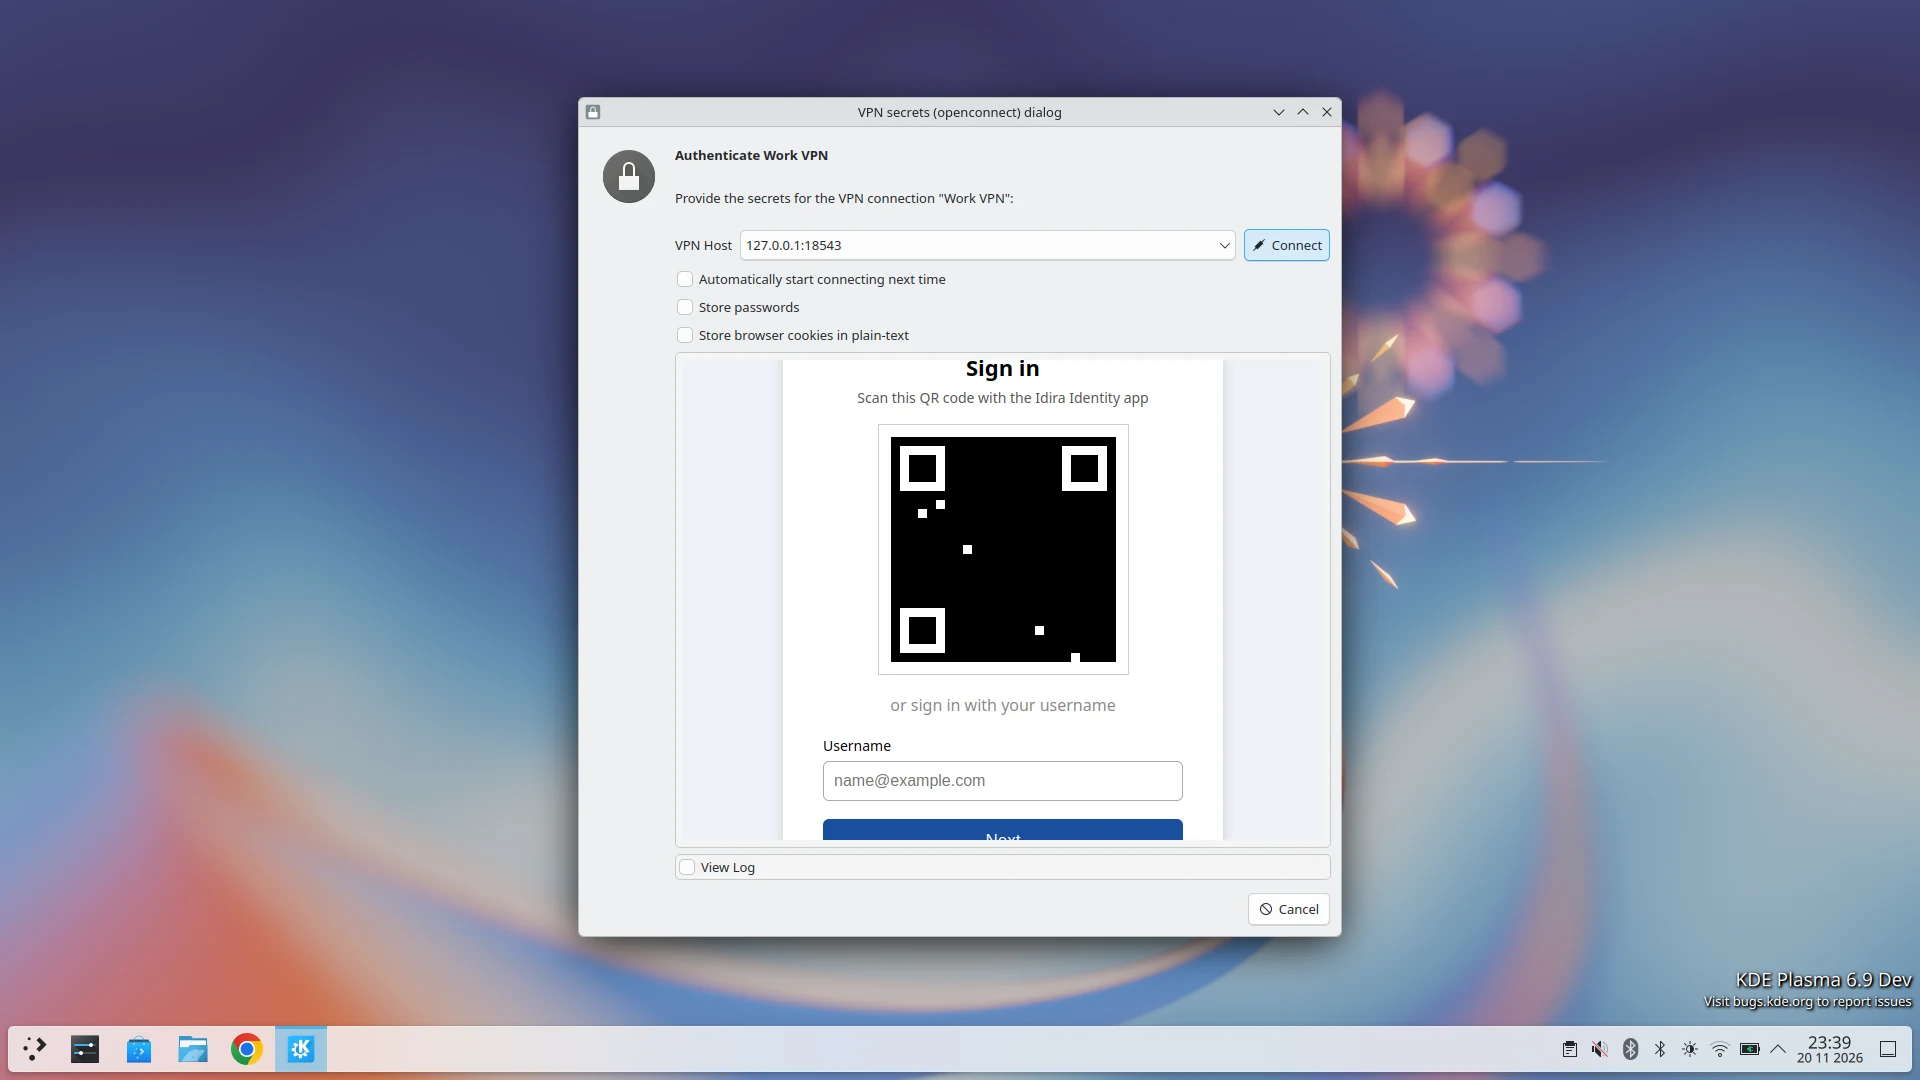 VPN secrets (openconnect) dialog
Authenticate Work VPN
Provide the secrets for the VPN connection "Work VPN":
VPN Host
127.0.0.1:18543
Connect
Automatically start connecting next time
Store passwords
Store browser cookies in plain-text
Sign in
Scan this QR code with the Idira Identity app
or sign in with your username
Username
name@example.com
Next
View Log
Cancel
KDE Plasma 6.9 Dev
Visit bugs.kde.org to report issues
23:39
20 11 2026